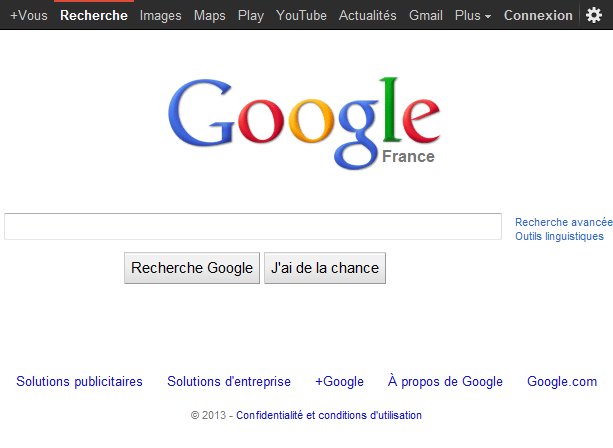 +Vous Recherche Images Maps Play YouTube Actualités Gmail Plus Connexion
Google
France
Recherche avancée
Outils linguistiques
Recherche Google J'ai de la chance
Solutions publicitaires Solutions d'entreprise +Google À propos de Google Google.com
© 2013 - Confidentialité et conditions d'utilisation